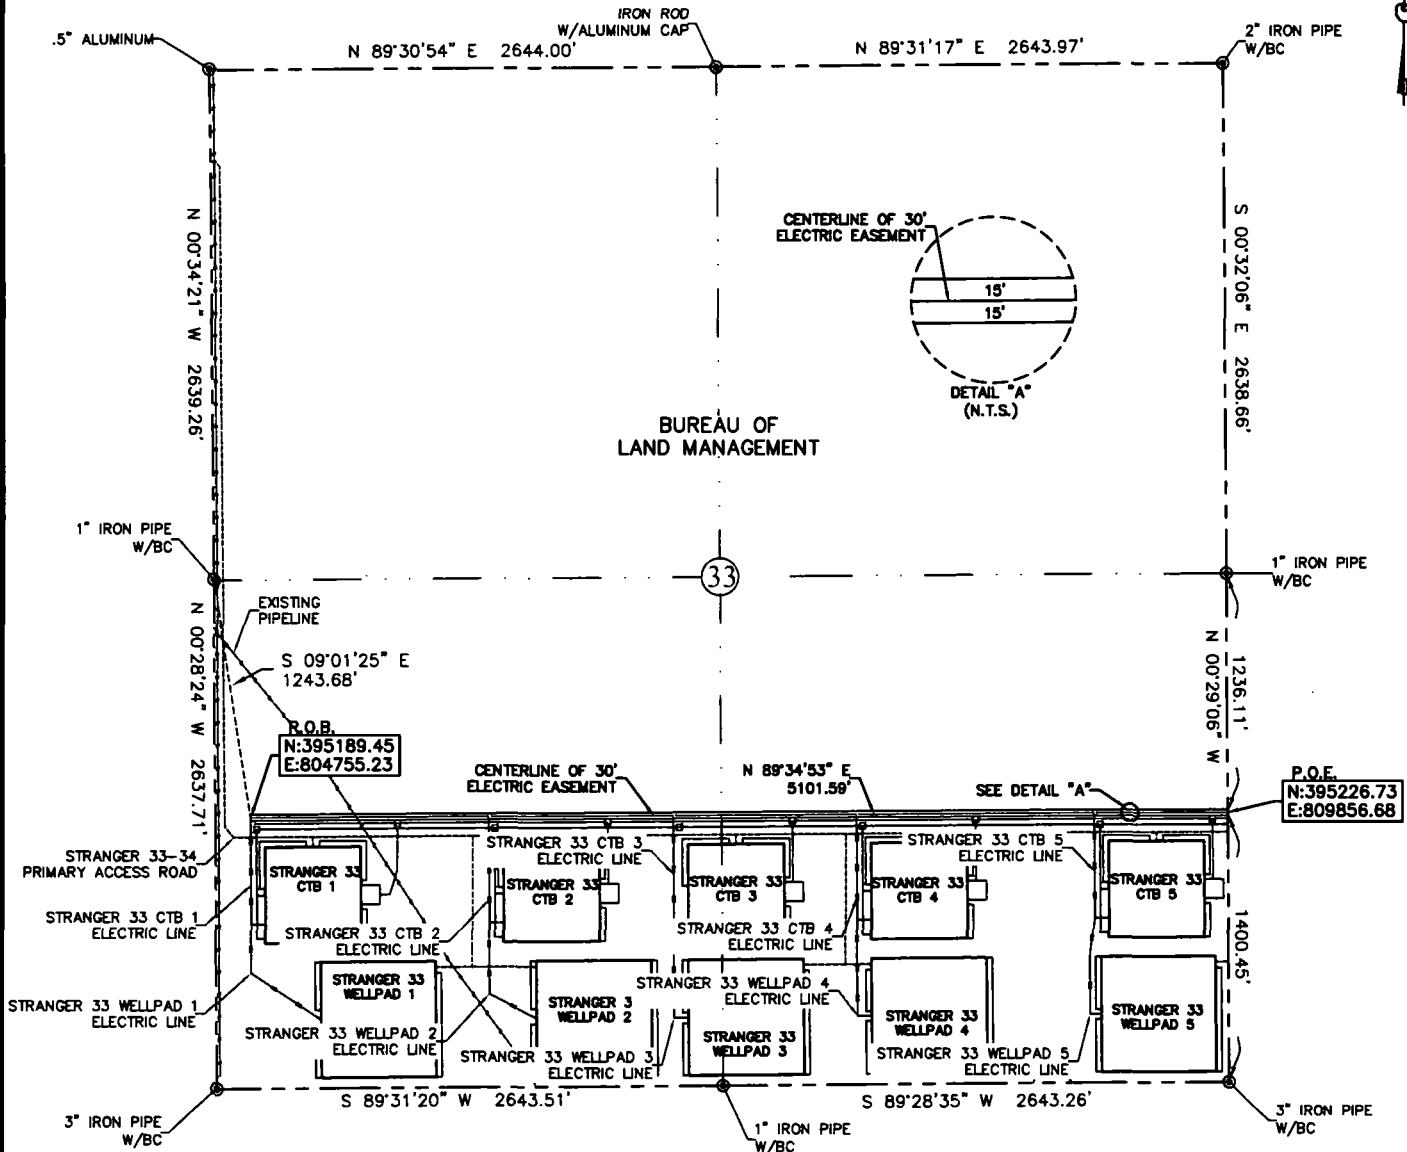 IRON ROD
W/ALUMINUM CAP
.5" ALUMINUM
N 89°30'54" E 2644.00'
N 89°31'17" E 2643.97'
2" IRON PIPE
W/BC
N 00°34'21" W 2639.26'
S 00°32'06" E 2638.66'
CENTERLINE OF 30'
ELECTRIC EASEMENT
15'
15'
DETAIL "A"
(N.T.S.)
BUREAU OF
LAND MANAGEMENT
1" IRON PIPE
W/BC
33
1" IRON PIPE
W/BC
EXISTING
PIPELINE
S 09°01'25" E
1243.68'
N 00°28'24" W 2637.71'
N 00°29'06" W
1236.11'
P.O.B.
N:395189.45
E:804755.23
CENTERLINE OF 30'
ELECTRIC EASEMENT
N 89°34'53" E
5101.59'
SEE DETAIL "A"
P.O.E.
N:395226.73
E:809856.68
STRANGER 33-34
PRIMARY ACCESS ROAD
STRANGER 33
CTB 1
STRANGER 33 CTB 3
ELECTRIC LINE
STRANGER 33
CTB 2
STRANGER 33
CTB 3
STRANGER 33 CTB 5
ELECTRIC LINE
STRANGER 33
CTB 4
STRANGER 33
CTB 5
STRANGER 33 CTB 1
ELECTRIC LINE
STRANGER 33 CTB 2
ELECTRIC LINE
STRANGER 33 CTB 4
ELECTRIC LINE
1400.45'
STRANGER 33
WELLPAD 1
STRANGER 33 WELLPAD 4
ELECTRIC LINE
STRANGER 33 WELLPAD 1
ELECTRIC LINE
STRANGER 3
WELLPAD 2
STRANGER 33
WELLPAD 4
STRANGER 33
WELLPAD 5
STRANGER 33 WELLPAD 2
ELECTRIC LINE
STRANGER 33
WELLPAD 3
STRANGER 33 WELLPAD 3
ELECTRIC LINE
STRANGER 33 WELLPAD 5
ELECTRIC LINE
S 89°31'20" W 2643.51'
S 89°28'35" W 2643.26'
3" IRON PIPE
W/BC
1" IRON PIPE
W/BC
3" IRON PIPE
W/BC